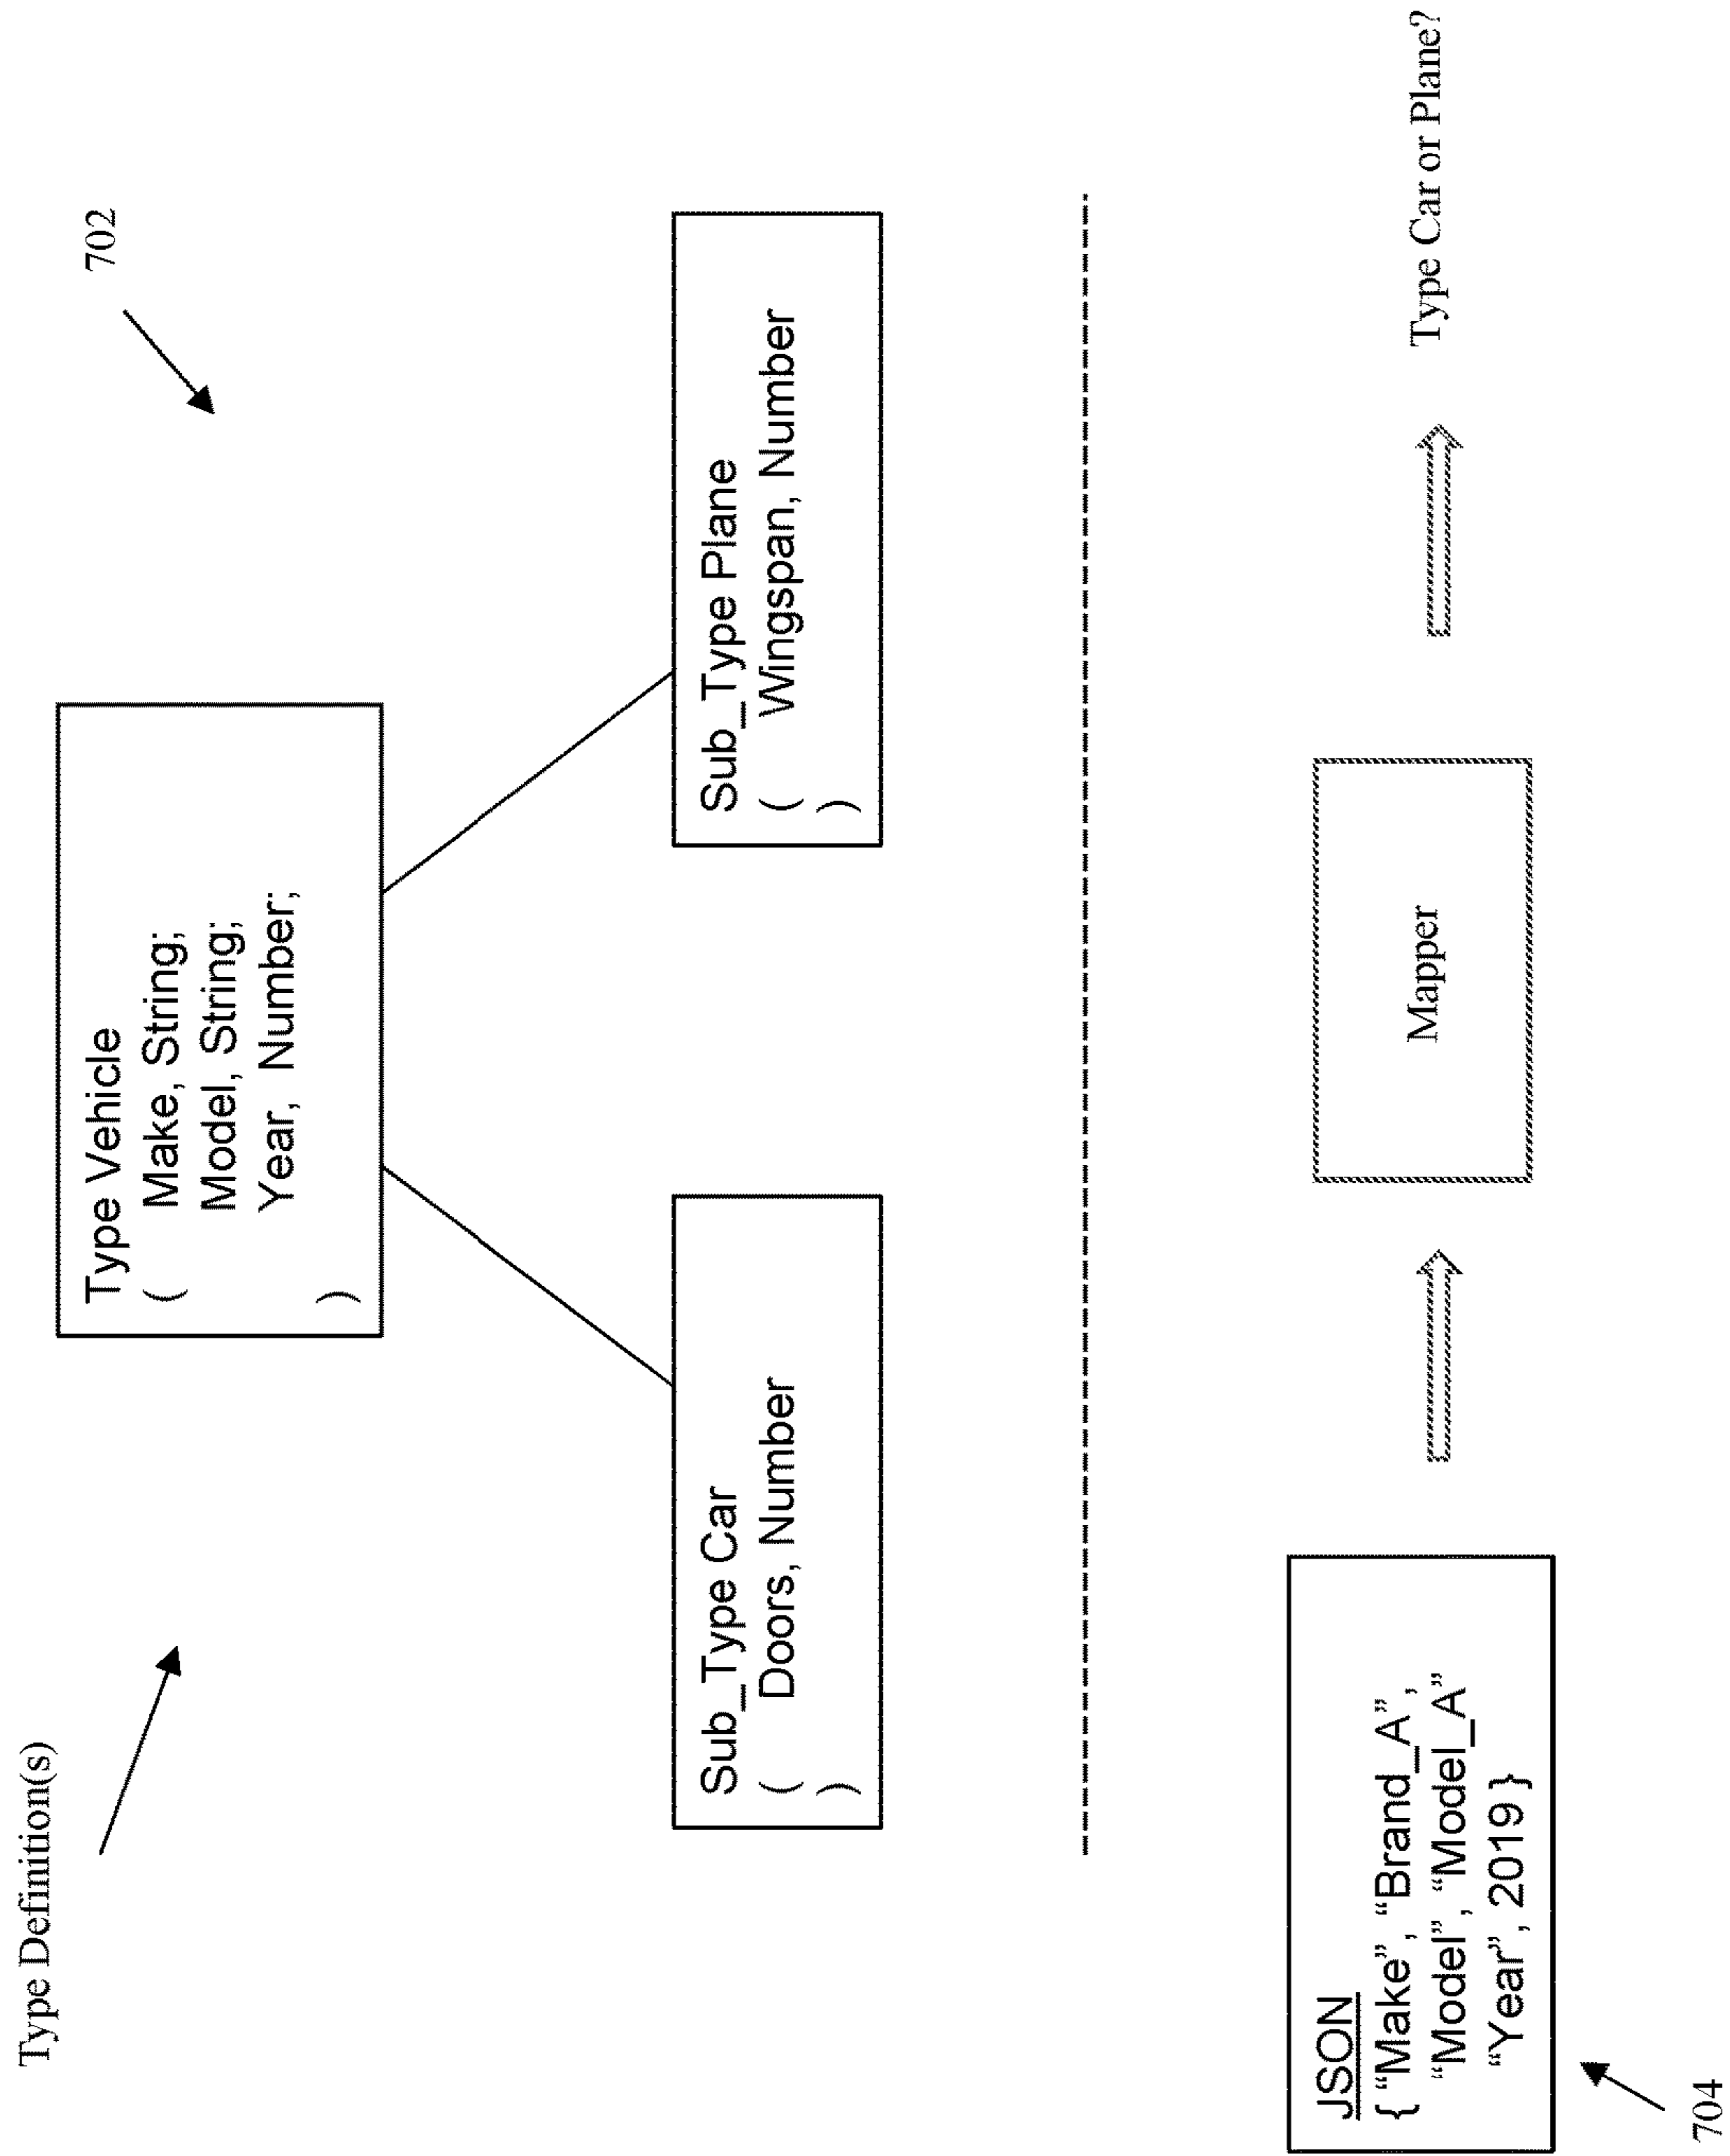 Type Definition(s)
702
Type Vehicle
( Make, String;
Model, String;
Year, Number;
)
Sub_Type Car
( Doors, Number
)
Sub_Type Plane
( Wingspan, Number
)
JSON
{ “Make”, “Brand_A”,
“Model”, “Model_A”
“Year”, 2019 }
704
Mapper
Type Car or Plane?